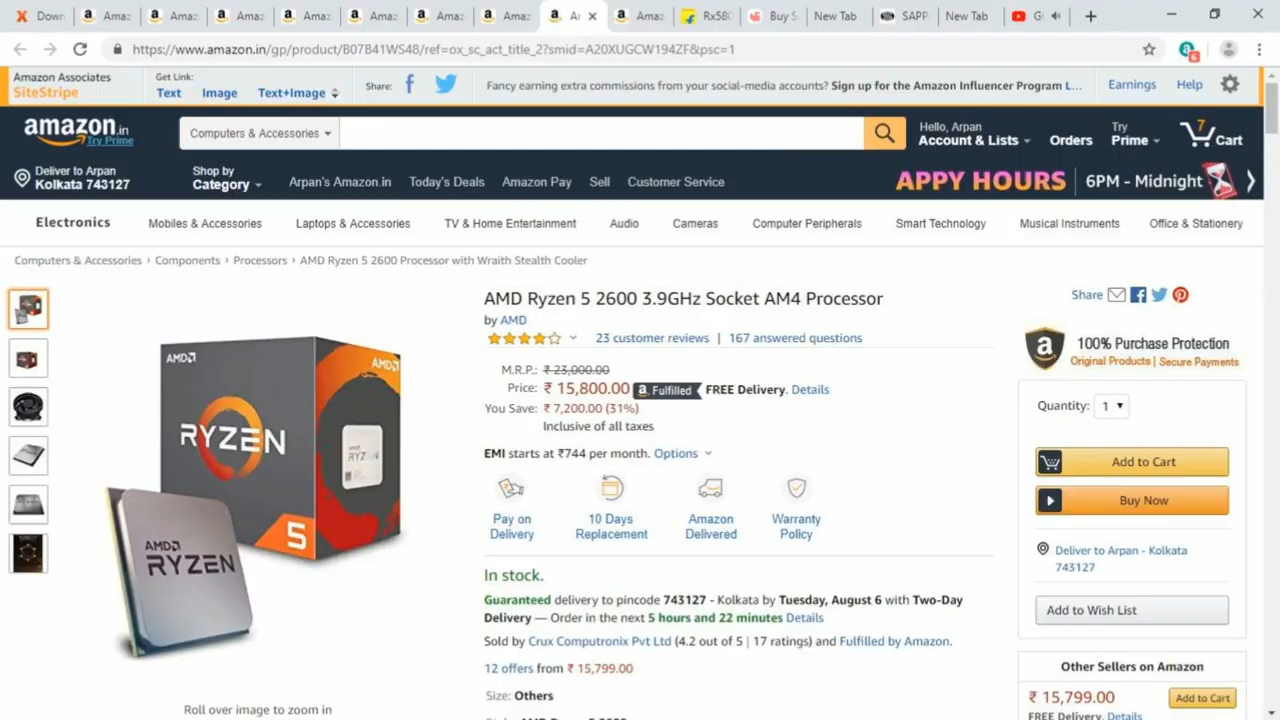 Down
Amaz
Amaz
Amaz
Amaz
Amaz
Amaz
Amaz
Ar
Amaz
Rx580
Buy S
New Tab
SAPP
New Tab
https://www.amazon.in/gp/product/B07B41WS48/ref=ox_sc_act_title_2?smid=A20XUGCW194ZF&psc=1
6
Amazon Associates
SiteStripe
Get Link:
Text Image Text+Image
Share:
Fancy earning extra commissions from your social-media accounts? Sign up for the Amazon Influencer Program L...
Earnings Help
amazon.in
Try Prime
Computers & Accessories
Hello, Arpan
Account & Lists
Orders
Try
Prime
7
Cart
Deliver to Arpan
Kolkata 743127
Shop by
Category
Arpan's Amazon.in Today's Deals Amazon Pay Sell Customer Service
APPY HOURS 6PM - Midnight
Electronics Mobiles & Accessories Laptops & Accessories TV & Home Entertainment Audio Cameras Computer Peripherals Smart Technology Musical Instruments Office & Stationery
Computers & Accessories › Components › Processors › AMD Ryzen 5 2600 Processor with Wraith Stealth Cooler
AMD
AMD
RYZEN
AMD
RYZEN
5
AMD
RYZEN
Roll over image to zoom in
AMD Ryzen 5 2600 3.9GHz Socket AM4 Processor
by AMD
23 customer reviews | 167 answered questions
M.R.P.: ₹ 23,000.00
Price: ₹ 15,800.00 a Fulfilled FREE Delivery. Details
You Save: ₹ 7,200.00 (31%)
Inclusive of all taxes
EMI starts at ₹744 per month. Options
Pay on
Delivery
10 Days
Replacement
Amazon
Delivered
Warranty
Policy
In stock.
Guaranteed delivery to pincode 743127 - Kolkata by Tuesday, August 6 with Two-Day
Delivery — Order in the next 5 hours and 22 minutes Details
Sold by Crux Computronix Pvt Ltd (4.2 out of 5 | 17 ratings) and Fulfilled by Amazon.
12 offers from ₹ 15,799.00
Size: Others
Share
a
100% Purchase Protection
Original Products | Secure Payments
Quantity: 1
Add to Cart
Buy Now
Deliver to Arpan - Kolkata
743127
Add to Wish List
Other Sellers on Amazon
₹ 15,799.00
Add to Cart
FREE Delivery. Details